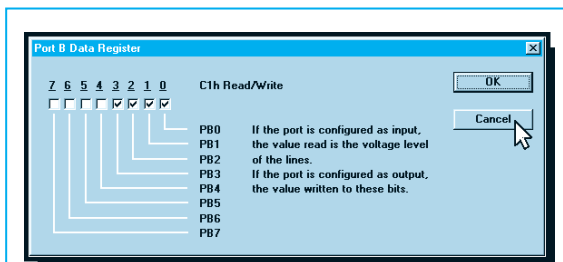 Port B Data Register
7 6 5 4 3 2 1 0 C1h Read/Write
OK
Cancel
PB0 If the port is configured as input,
PB1 the value read is the voltage level
PB2 of the lines.
PB3 If the port is configured as output,
PB4 the value written to these bits.
PB5
PB6
PB7